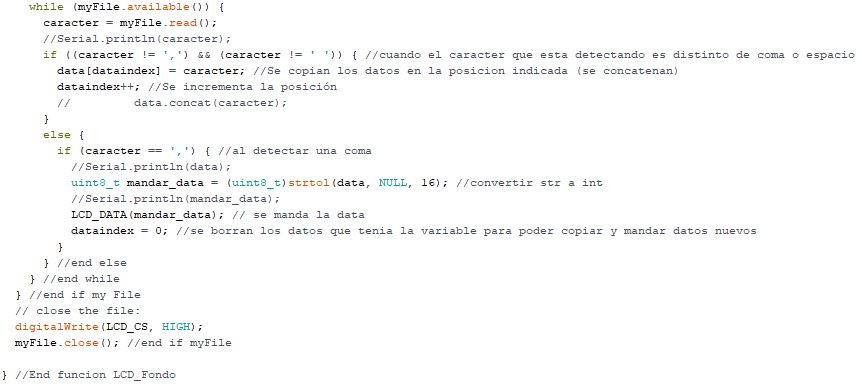 while (myFile.available()) {
caracter = myFile.read();
//Serial.println(caracter);
if ((caracter != ',') && (caracter != ' ')) { //cuando el caracter que esta detectando es distinto de coma o espacio
data[dataindex] = caracter; //Se copian los datos en la posicion indicada (se concatenan)
dataindex++; //Se incrementa la posición
// data.concat(caracter);
}
else {
if (caracter == ',') { //al detectar una coma
//Serial.println(data);
uint8_t mandar_data = (uint8_t)strtol(data, NULL, 16); //convertir str a int
//Serial.println(mandar_data);
LCD_DATA(mandar_data); // se manda la data
dataindex = 0; //se borran los datos que tenia la variable para poder copiar y mandar datos nuevos
}
} //end else
} //end while
} //end if my File
// close the file:
digitalWrite(LCD_CS, HIGH);
myFile.close(); //end if myFile
} //End funcion LCD_Fondo